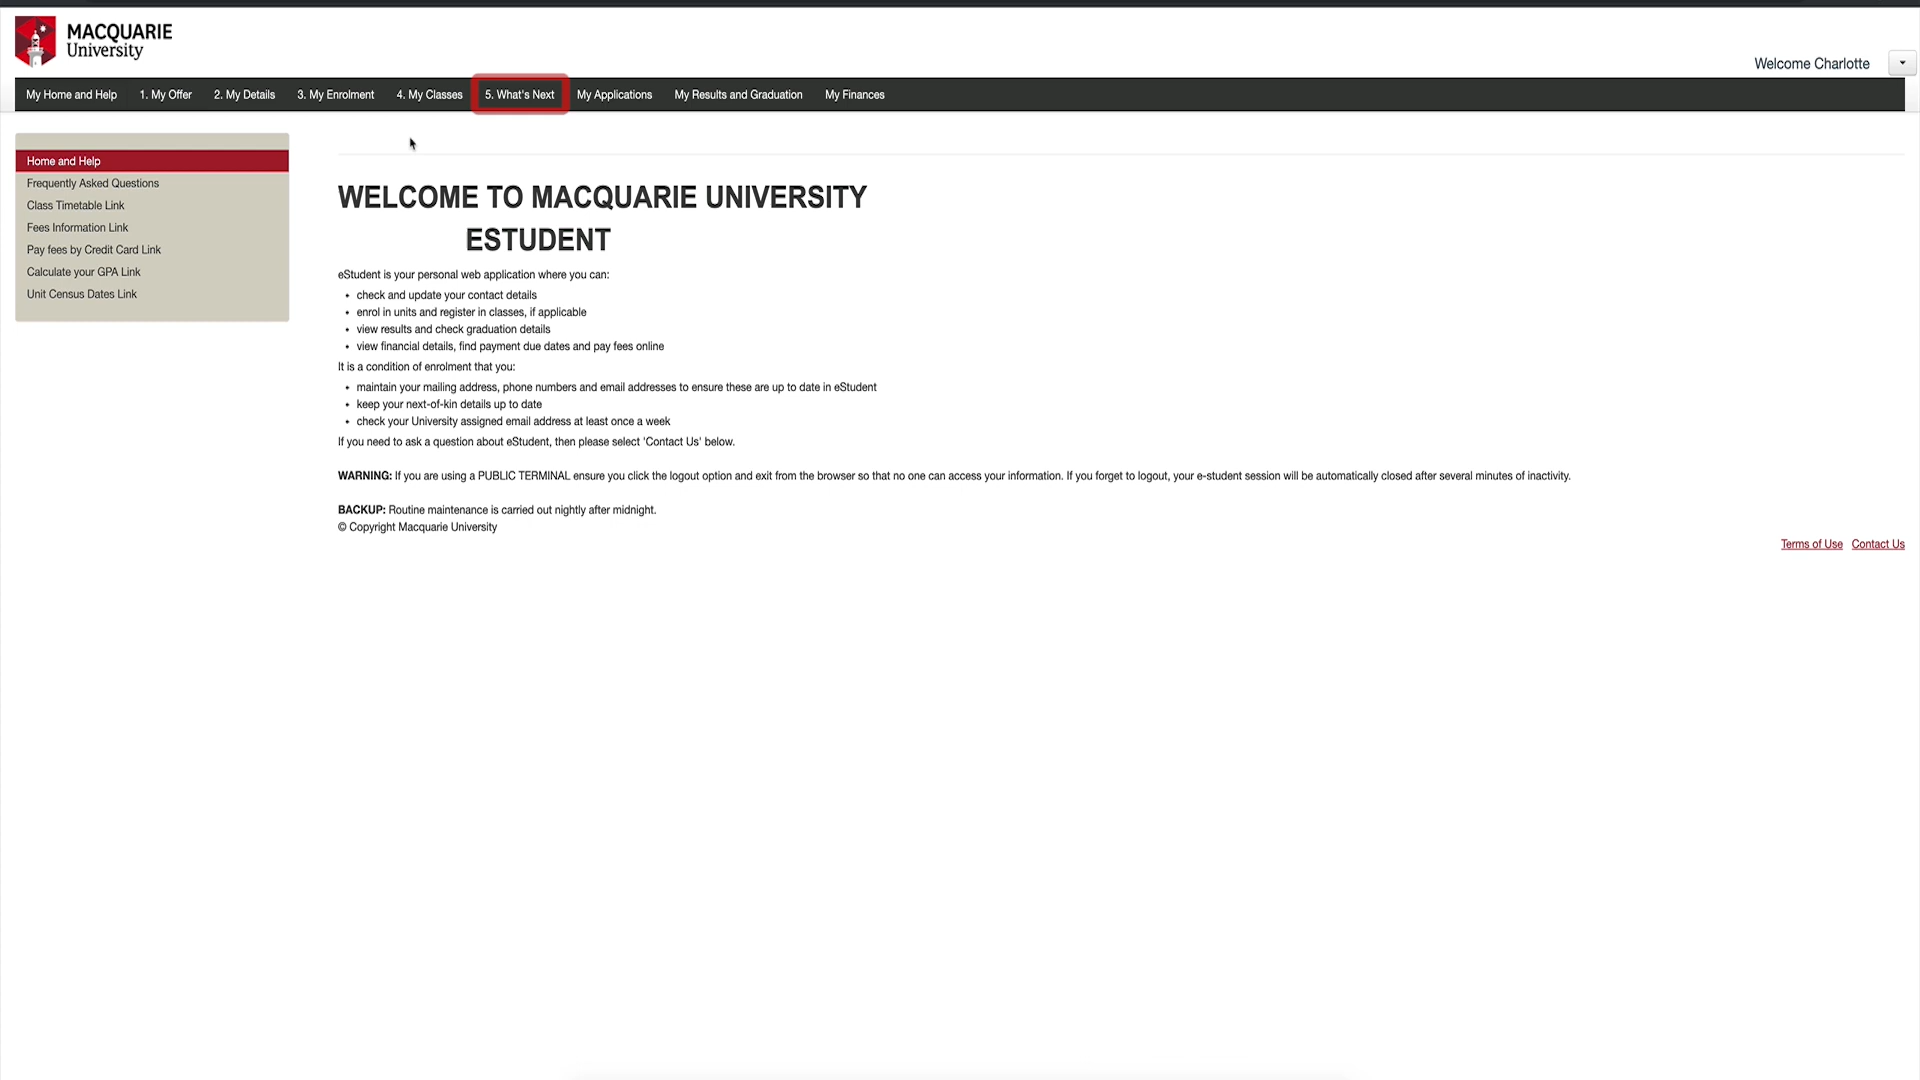 MACQUARIE
University
Welcome Charlotte
My Home and Help 1. My Offer 2. My Details 3. My Enrolment 4. My Classes 5. What's Next My Applications My Results and Graduation My Finances
Home and Help
Frequently Asked Questions
Class Timetable Link
Fees Information Link
Pay fees by Credit Card Link
Calculate your GPA Link
Unit Census Dates Link
WELCOME TO MACQUARIE UNIVERSITY
ESTUDENT
eStudent is your personal web application where you can:
• check and update your contact details
• enrol in units and register in classes, if applicable
• view results and check graduation details
• view financial details, find payment due dates and pay fees online
It is a condition of enrolment that you:
• maintain your mailing address, phone numbers and email addresses to ensure these are up to date in eStudent
• keep your next-of-kin details up to date
• check your University assigned email address at least once a week
If you need to ask a question about eStudent, then please select 'Contact Us' below.
WARNING: If you are using a PUBLIC TERMINAL ensure you click the logout option and exit from the browser so that no one can access your information. If you forget to logout, your e-student session will be automatically closed after several minutes of inactivity.
BACKUP: Routine maintenance is carried out nightly after midnight.
© Copyright Macquarie University
Terms of Use Contact Us